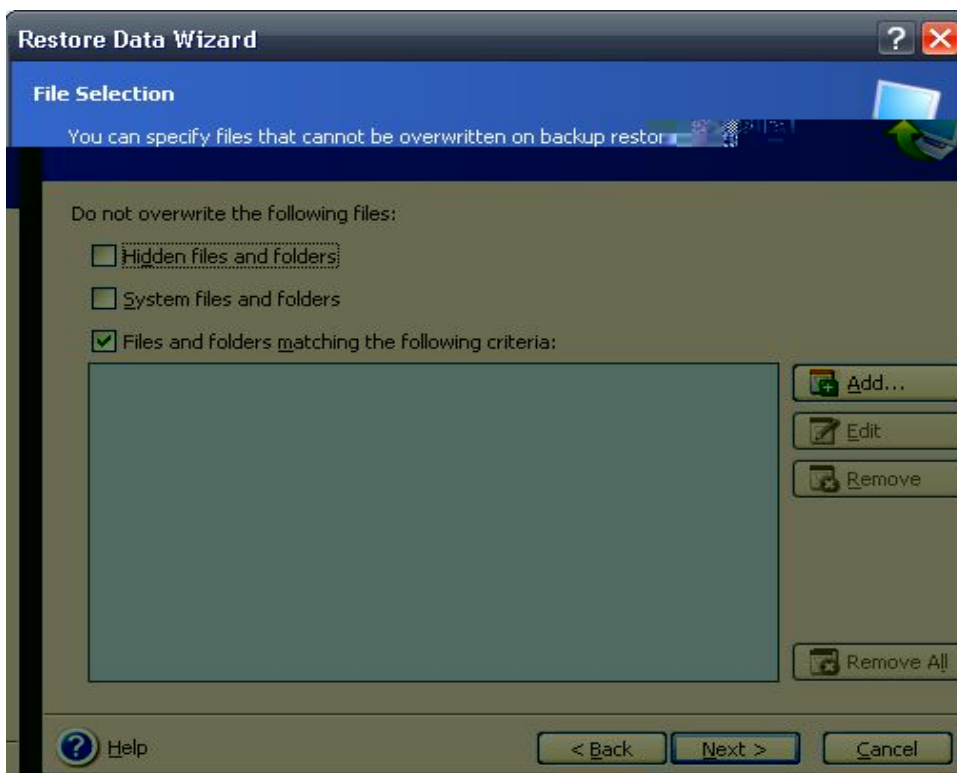 Restore Data Wizard
File Selection
You can specify files that cannot be overwritten on backup
Do not overwrite the following files:
Hidden files and folders
System files and folders
Files and folders matching the following criteria:
Add...
Edit
Remove
Remove All
Help
< Back
Next >
Cancel